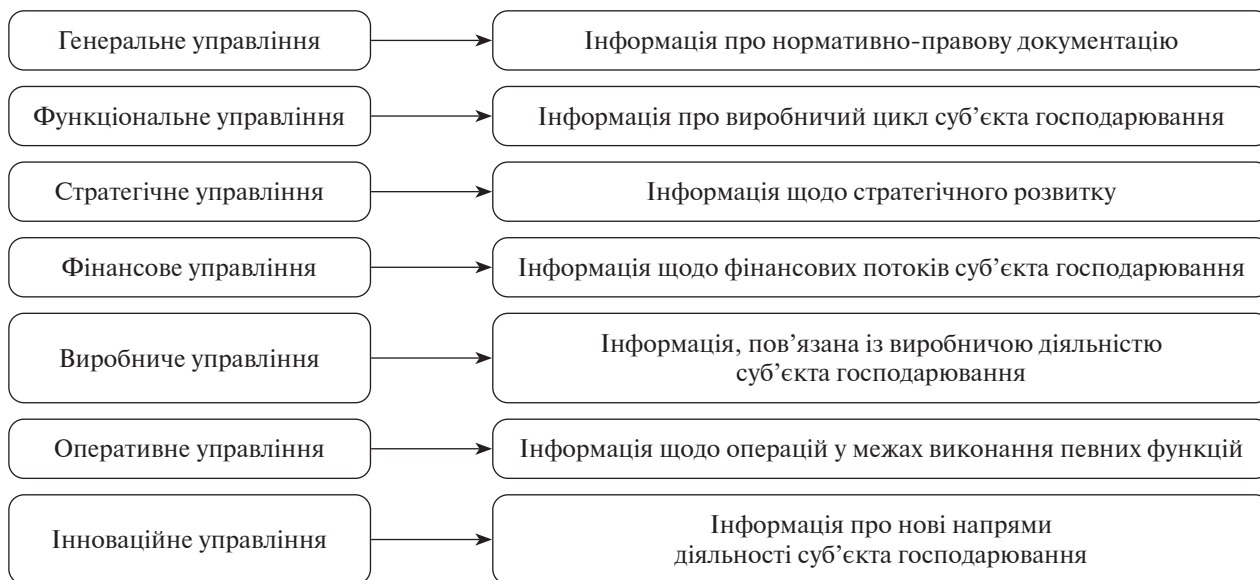 Генеральне управління
Інформація про нормативно-правову документацію
Функціональне управління
Інформація про виробничий цикл суб’єкта господарювання
Стратегічне управління
Інформація щодо стратегічного розвитку
Фінансове управління
Інформація щодо фінансових потоків суб’єкта господарювання
Виробниче управління
Інформація, пов’язана із виробничою діяльністю
суб’єкта господарювання
Оперативне управління
Інформація щодо операцій у межах виконання певних функцій
Інноваційне управління
Інформація про нові напрями
діяльності суб’єкта господарювання